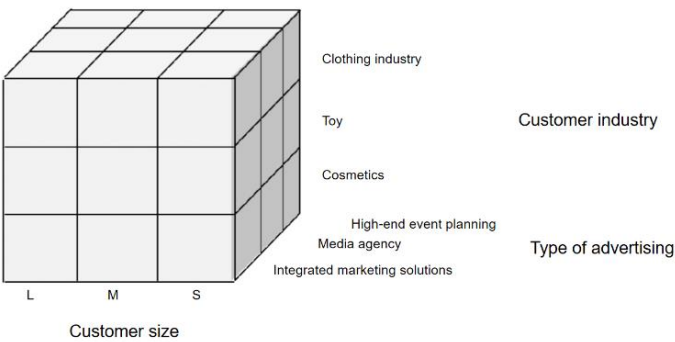 Clothing industry
Toy
Customer industry
Cosmetics
High-end event planning
Media agency
Type of advertising
Integrated marketing solutions
L M S
Customer size